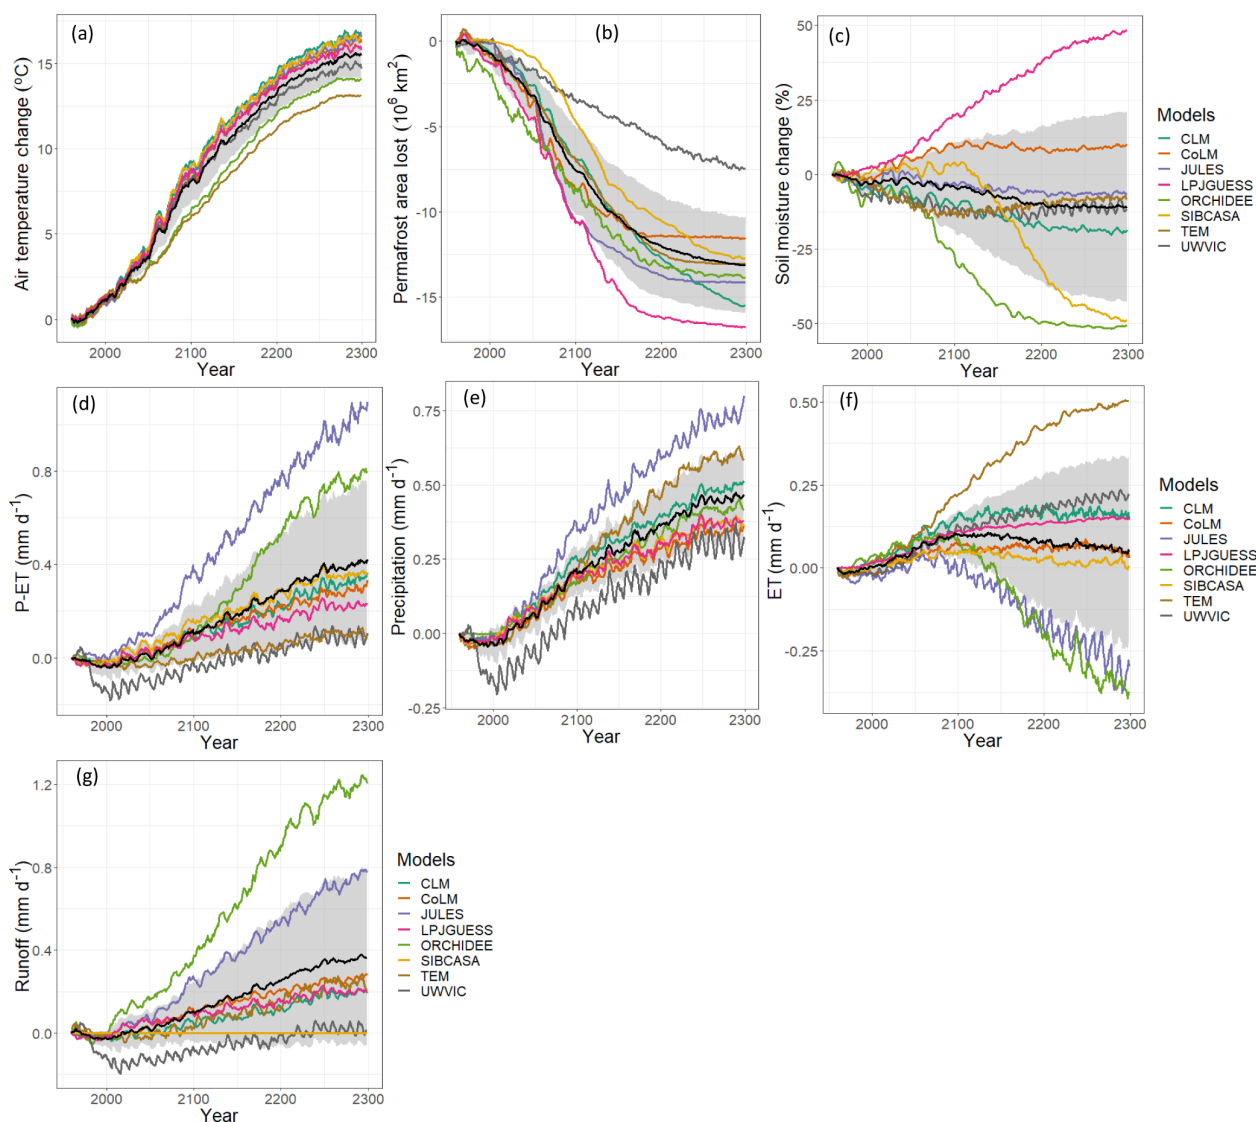 (a)
Air temperature change (°C)
15
10
5
0
2000 2100 2200 2300
Year
(b)
Permafrost area lost (10⁶ km²)
0
-5
-10
-15
2000 2100 2200 2300
Year
(c)
Soil moisture change (%)
50
25
0
-25
-50
2000 2100 2200 2300
Year
Models
CLM
CoLM
JULES
LPJGUESS
ORCHIDEE
SIBCASA
TEM
UWVIC
(d)
P-ET (mm d⁻¹)
0.8
0.4
0.0
2000 2100 2200 2300
Year
(e)
Precipitation (mm d⁻¹)
0.75
0.50
0.25
0.00
-0.25
2000 2100 2200 2300
Year
(f)
ET (mm d⁻¹)
0.50
0.25
0.00
-0.25
2000 2100 2200 2300
Year
Models
CLM
CoLM
JULES
LPJGUESS
ORCHIDEE
SIBCASA
TEM
UWVIC
(g)
Runoff (mm d⁻¹)
1.2
0.8
0.4
0.0
2000 2100 2200 2300
Year
Models
CLM
CoLM
JULES
LPJGUESS
ORCHIDEE
SIBCASA
TEM
UWVIC